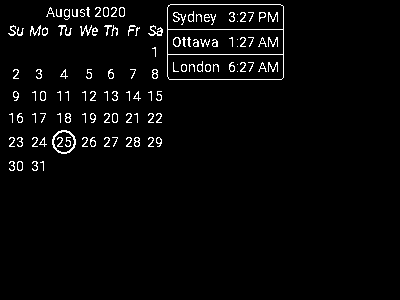 August 2020
Su Mo Tu We Th Fr Sa
1
2 3 4 5 6 7 8
9 10 11 12 13 14 15
16 17 18 19 20 21 22
23 24 25 26 27 28 29
30 31
Sydney 3:27 PM
Ottawa 1:27 AM
London 6:27 AM